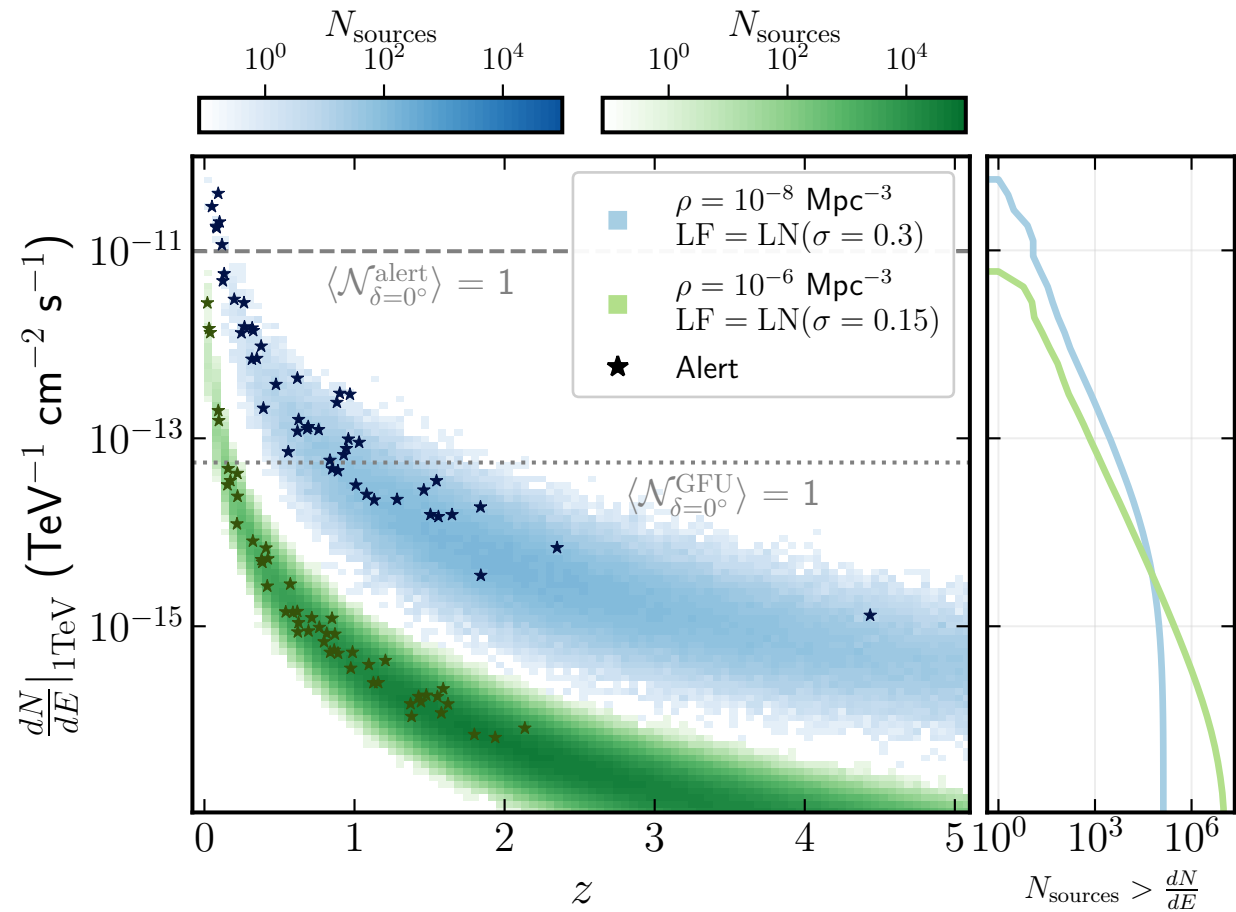 N_sources N_sources
10^0 10^2 10^4 10^0 10^2 10^4
ρ = 10^−8 Mpc^−3
LF = LN(σ = 0.3)
ρ = 10^−6 Mpc^−3
LF = LN(σ = 0.15)
Alert
⟨𝒩^alert_δ=0°⟩ = 1
⟨𝒩^GFU_δ=0°⟩ = 1
10^−11
10^−13
10^−15
dN/dE|_1TeV (TeV^−1 cm^−2 s^−1)
0 1 2 3 4 5
z
10^0 10^3 10^6
N_sources > dN/dE